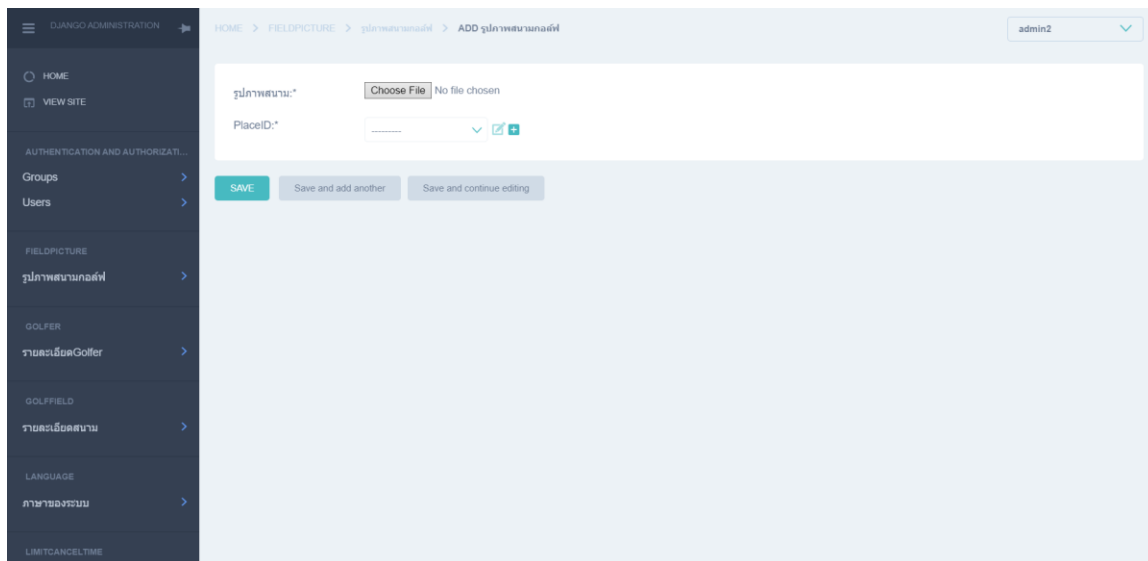 DJANGO ADMINISTRATION
HOME
VIEW SITE
AUTHENTICATION AND AUTHORIZATI...
Groups
Users
FIELDPICTURE
รูปภาพสนามกอล์ฟ
GOLFER
รายละเอียดGolfer
GOLFFIELD
รายละเอียดสนาม
LANGUAGE
ภาษาของระบบ
LIMITCANCELTIME
HOME > FIELDPICTURE > รูปภาพสนามกอล์ฟ > ADD รูปภาพสนามกอล์ฟ
admin2
รูปภาพสนาม:* Choose File No file chosen
PlaceID:* ---------
SAVE Save and add another Save and continue editing